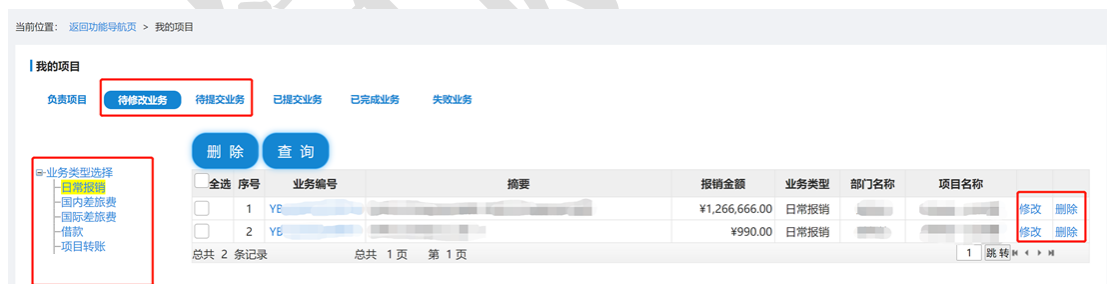 当前位置： 返回功能导航页 > 我的项目
我的项目
负责项目 待修改业务 待提交业务 已提交业务 已完成业务 失败业务
删 除 查 询
业务类型选择
日常报销
国内差旅费
国际差旅费
借款
项目转账
全选 序号 业务编号 摘要 报销金额 业务类型 部门名称 项目名称
1 YB ¥1,266,666.00 日常报销 修改 删除
2 YB ¥990.00 日常报销 修改 删除
总共 2 条记录 总共 1 页 第 1 页 1 跳 转